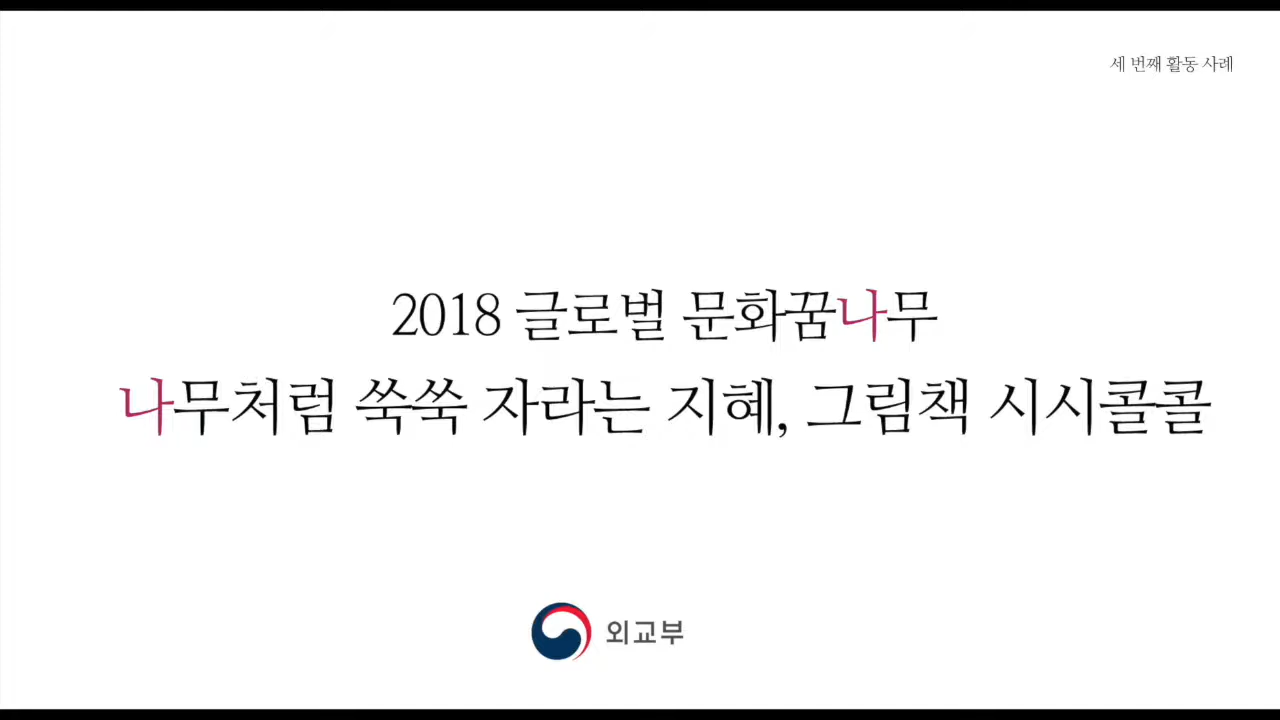 세 번째 활동 사례
2018 글로벌 문화꿈나무
나무처럼 쑥쑥 자라는 지혜, 그림책 시시콜콜
외교부